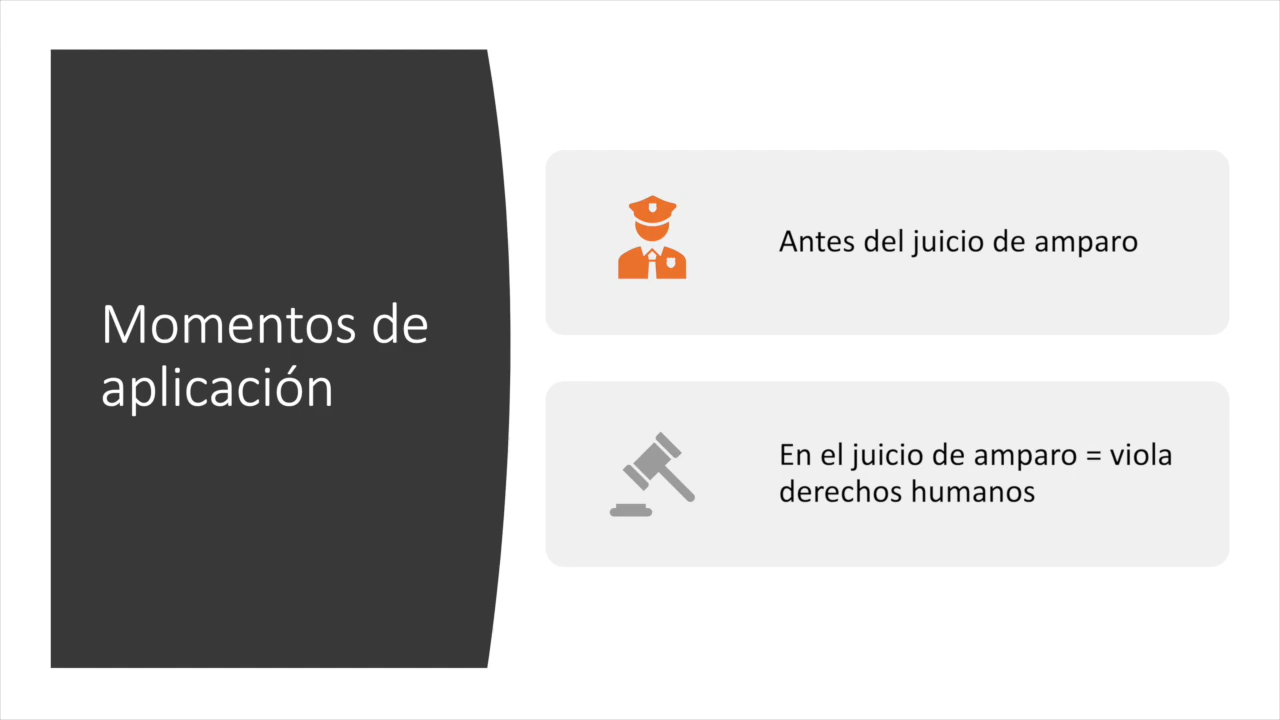 Momentos de
aplicación
Antes del juicio de amparo
En el juicio de amparo = viola
derechos humanos